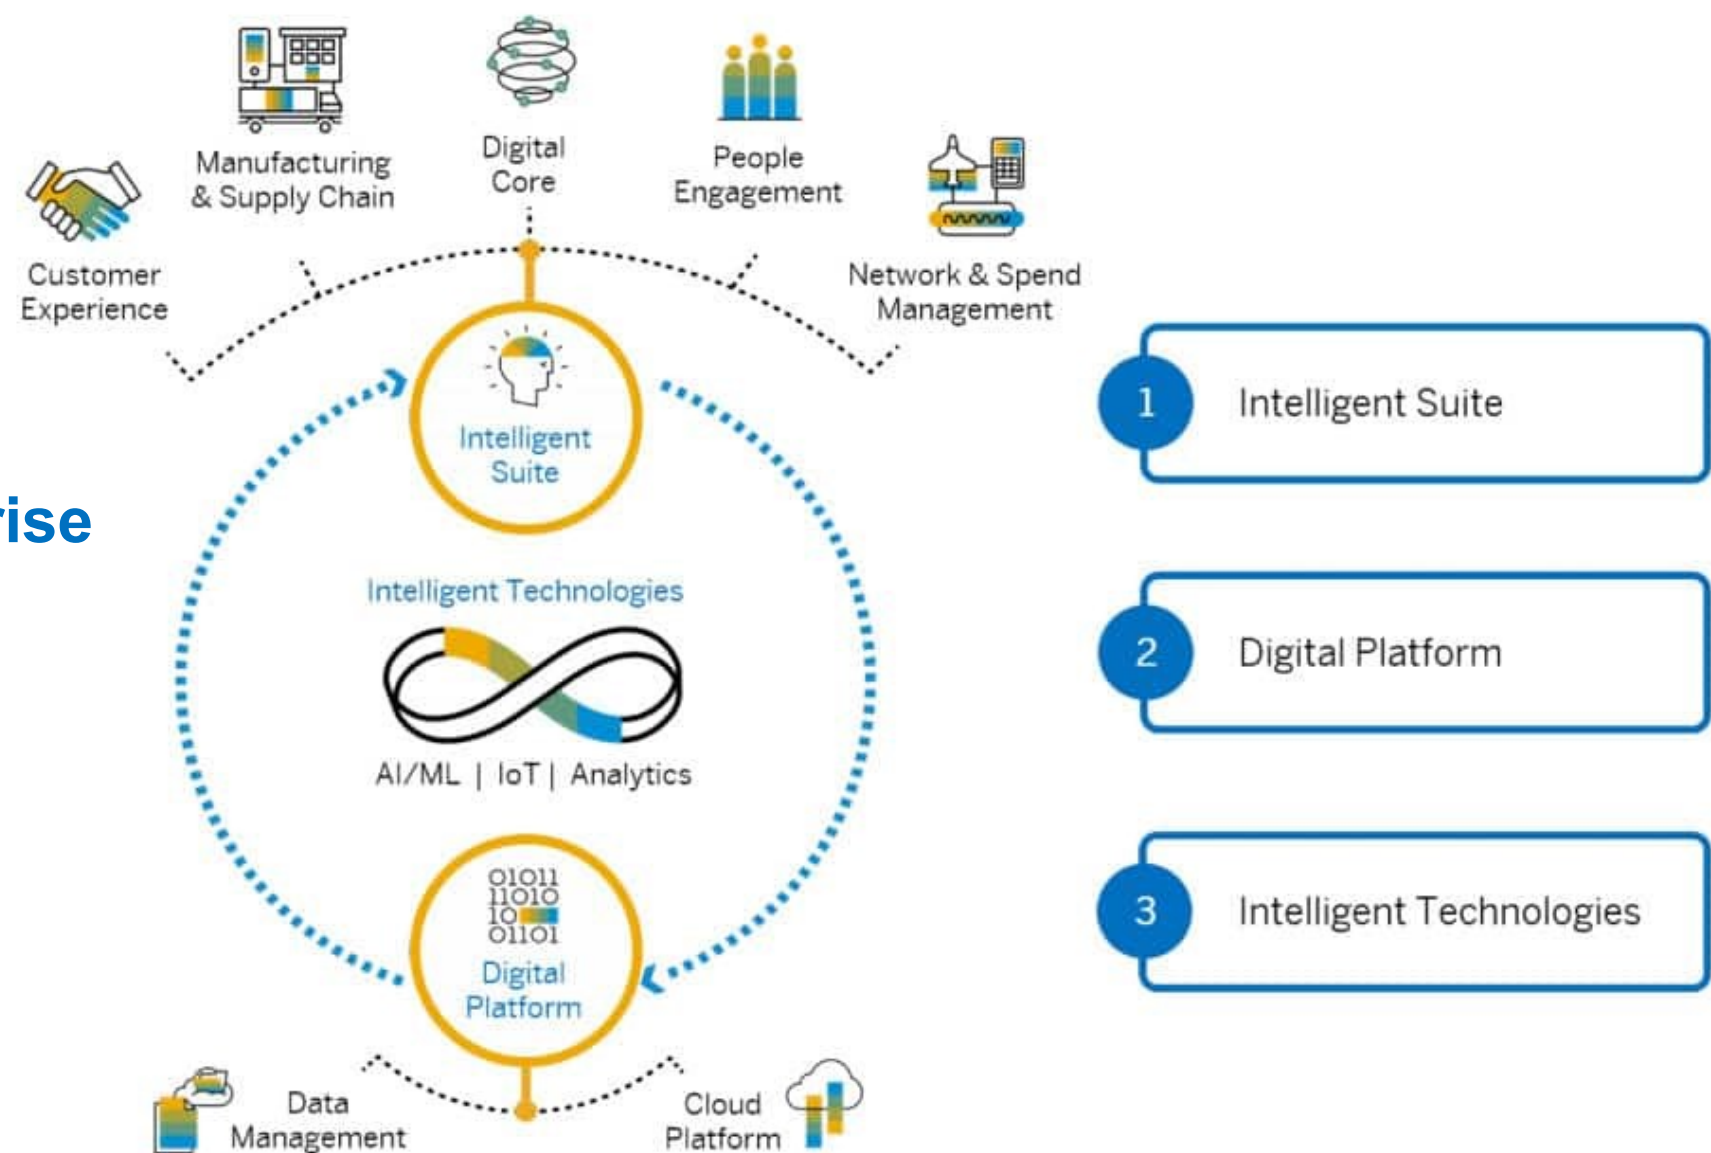 Digital
Core
Manufacturing
& Supply Chain
People
Engagement
Customer
Experience
Network & Spend
Management
Intelligent
Suite
rise
Intelligent Technologies
AI/ML | IoT | Analytics
01011
11010
10
01101
Digital
Platform
Data
Management
Cloud
Platform
1 Intelligent Suite
2 Digital Platform
3 Intelligent Technologies